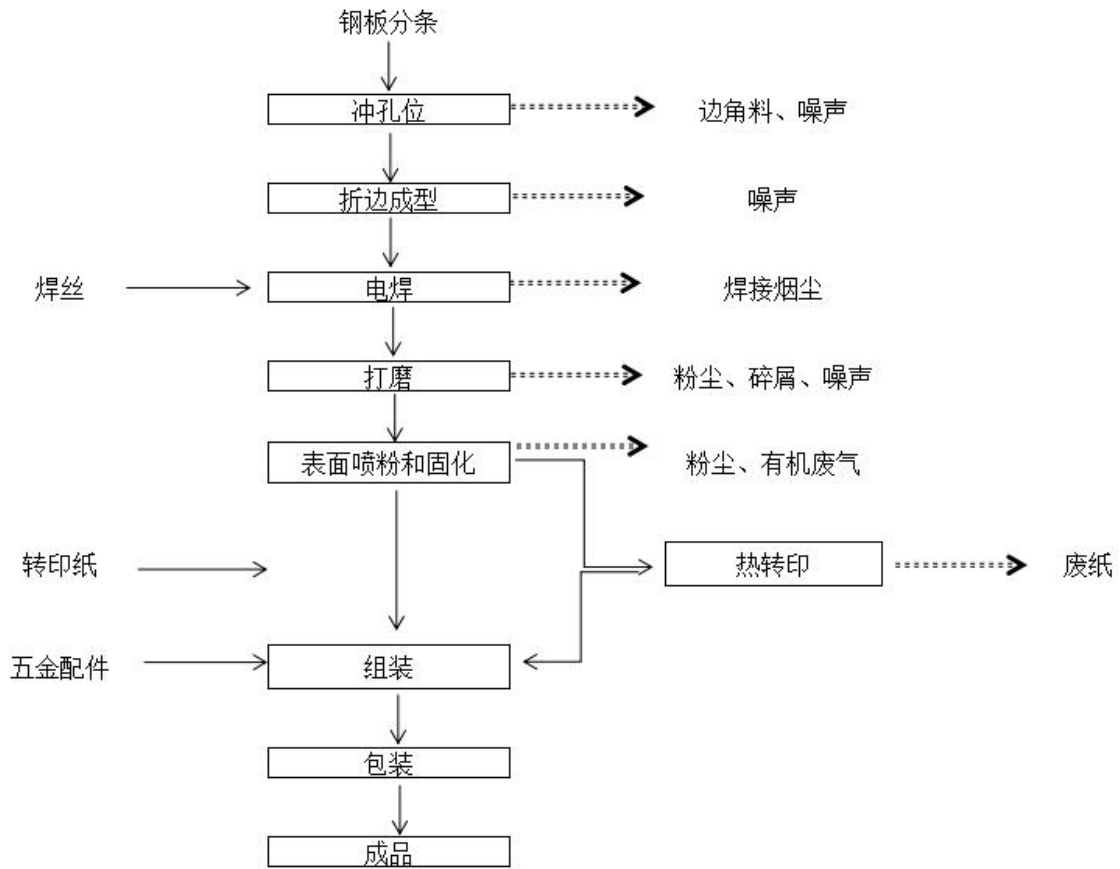 钢板分条
冲孔位
边角料、噪声
折边成型
噪声
焊丝
电焊
焊接烟尘
打磨
粉尘、碎屑、噪声
表面喷粉和固化
粉尘、有机废气
转印纸
热转印
废纸
五金配件
组装
包装
成品